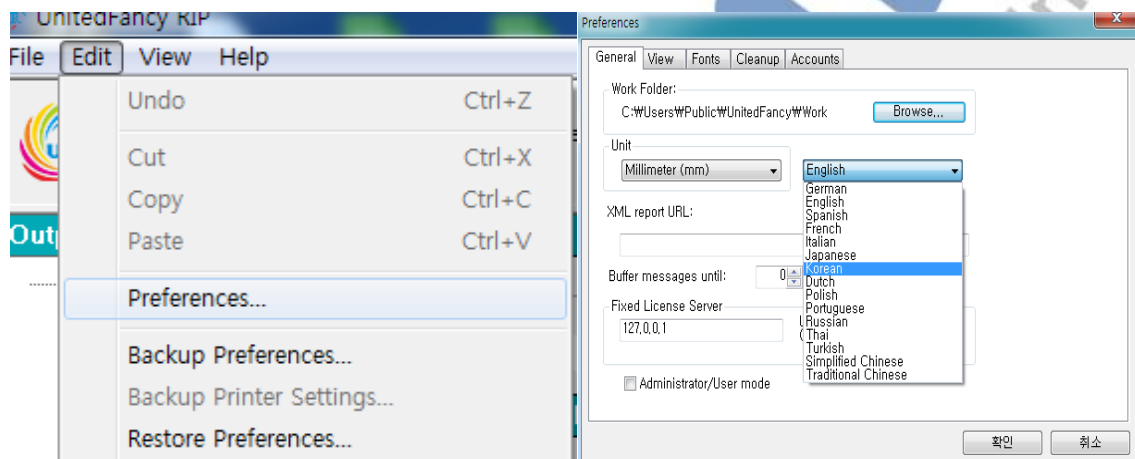 UnitedFancy RIP
File Edit View Help
Undo Ctrl+Z
Cut Ctrl+X
Copy Ctrl+C
Paste Ctrl+V
Preferences...
Backup Preferences...
Backup Printer Settings...
Restore Preferences...
Preferences
General View Fonts Cleanup Accounts
Work Folder:
C:₩Users₩Public₩UnitedFancy₩Work Browse...
Unit
Millimeter (mm) English
German
English
Spanish
French
Italian
Japanese
Korean
Dutch
Polish
Portuguese
Russian
Thai
Turkish
Simplified Chinese
Traditional Chinese
XML report URL:
Buffer messages until: 0
Fixed License Server
127,0,0,1
Administrator/User mode
확인 취소